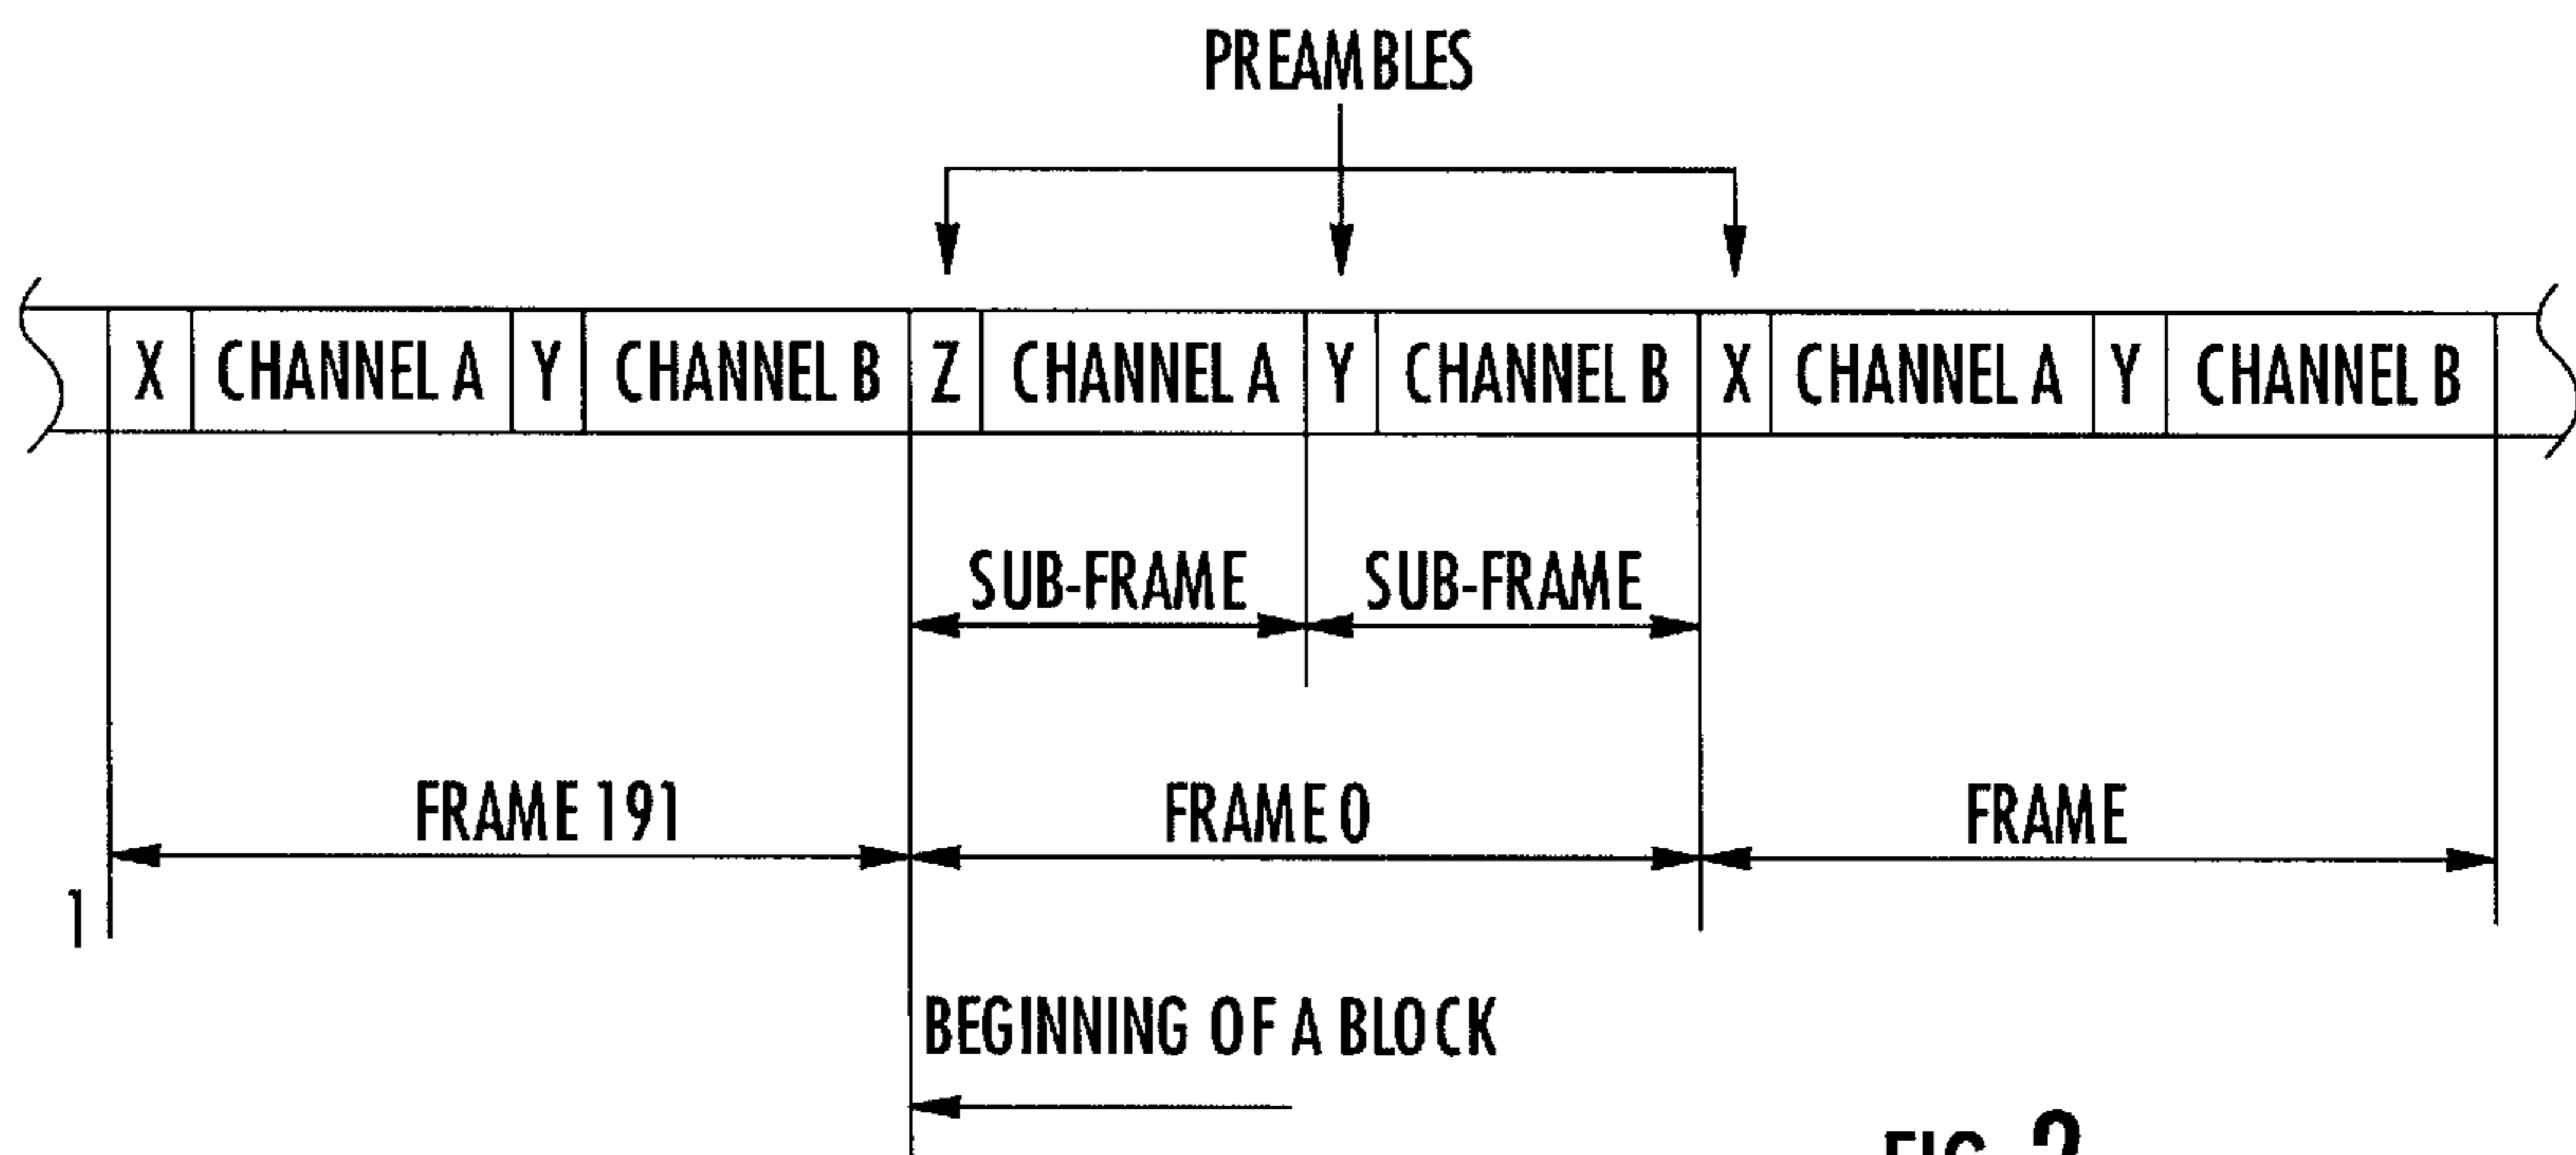 PREAMBLES
X CHANNEL A Y CHANNEL B Z CHANNEL A Y CHANNEL B X CHANNEL A Y CHANNEL B
SUB-FRAME SUB-FRAME
FRAME 191 FRAME 0 FRAME
1
BEGINNING OF A BLOCK
FIG.